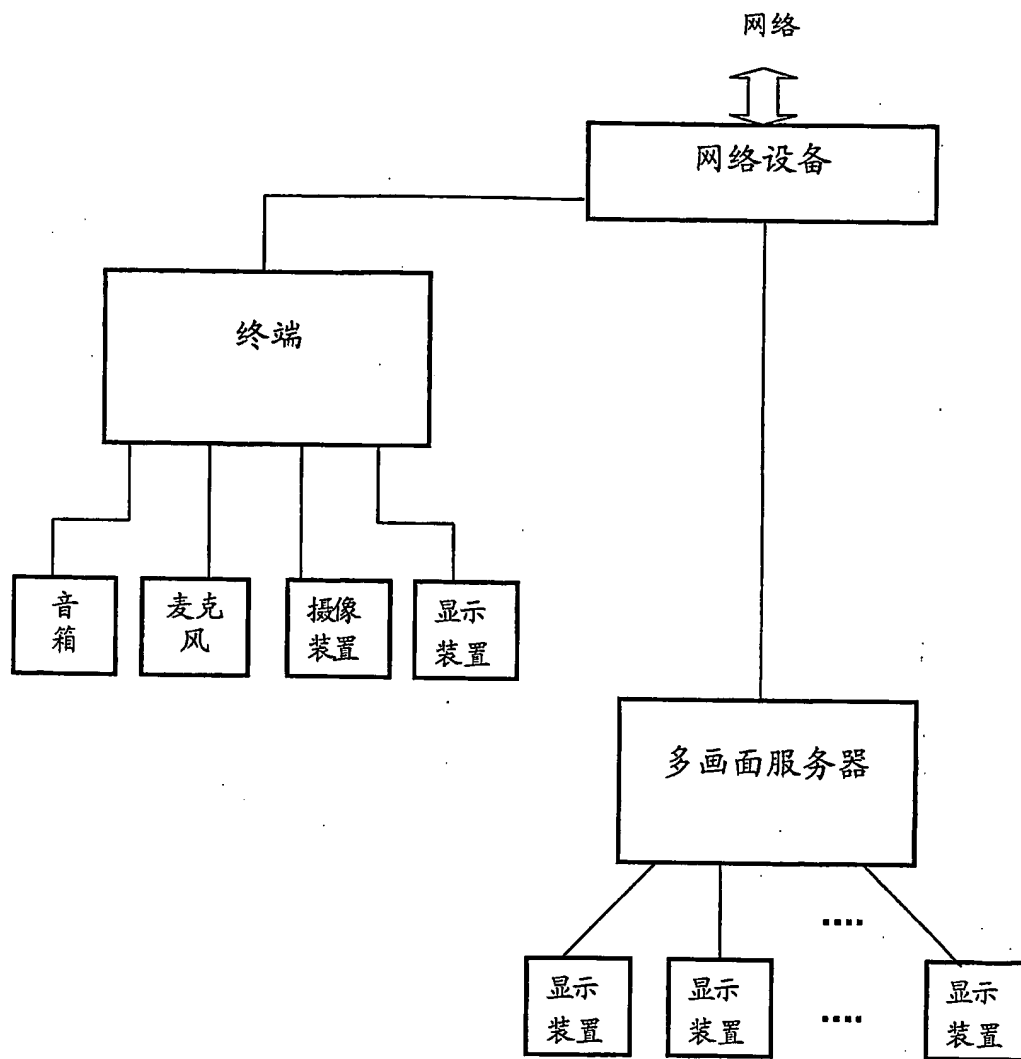 网络
网络设备
终端
音
箱
麦克
风
摄像
装置
显示
装置
多画面服务器
....
显示
装置
显示
装置
....
显示
装置